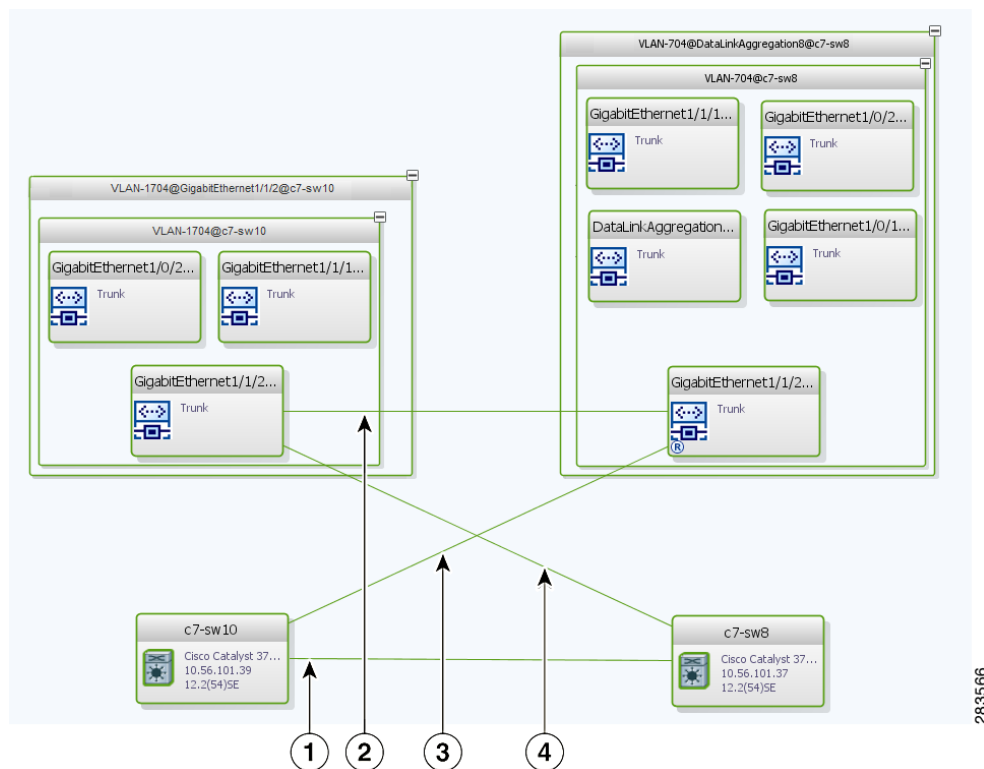 VLAN-704@DataLinkAggregation8@c7-sw8
VLAN-704@c7-sw8
GigabitEthernet1/1/1...
Trunk
GigabitEthernet1/0/2...
Trunk
DataLinkAggregation...
Trunk
GigabitEthernet1/0/1...
Trunk
GigabitEthernet1/1/2...
Trunk
R
VLAN-1704@GigabitEthernet1/1/2@c7-sw10
VLAN-1704@c7-sw10
GigabitEthernet1/0/2...
Trunk
GigabitEthernet1/1/1...
Trunk
GigabitEthernet1/1/2...
Trunk
c7-sw10
Cisco Catalyst 37...
10.56.101.39
12.2(54)SE
c7-sw8
Cisco Catalyst 37...
10.56.101.37
12.2(54)SE
1
2
3
4
283566